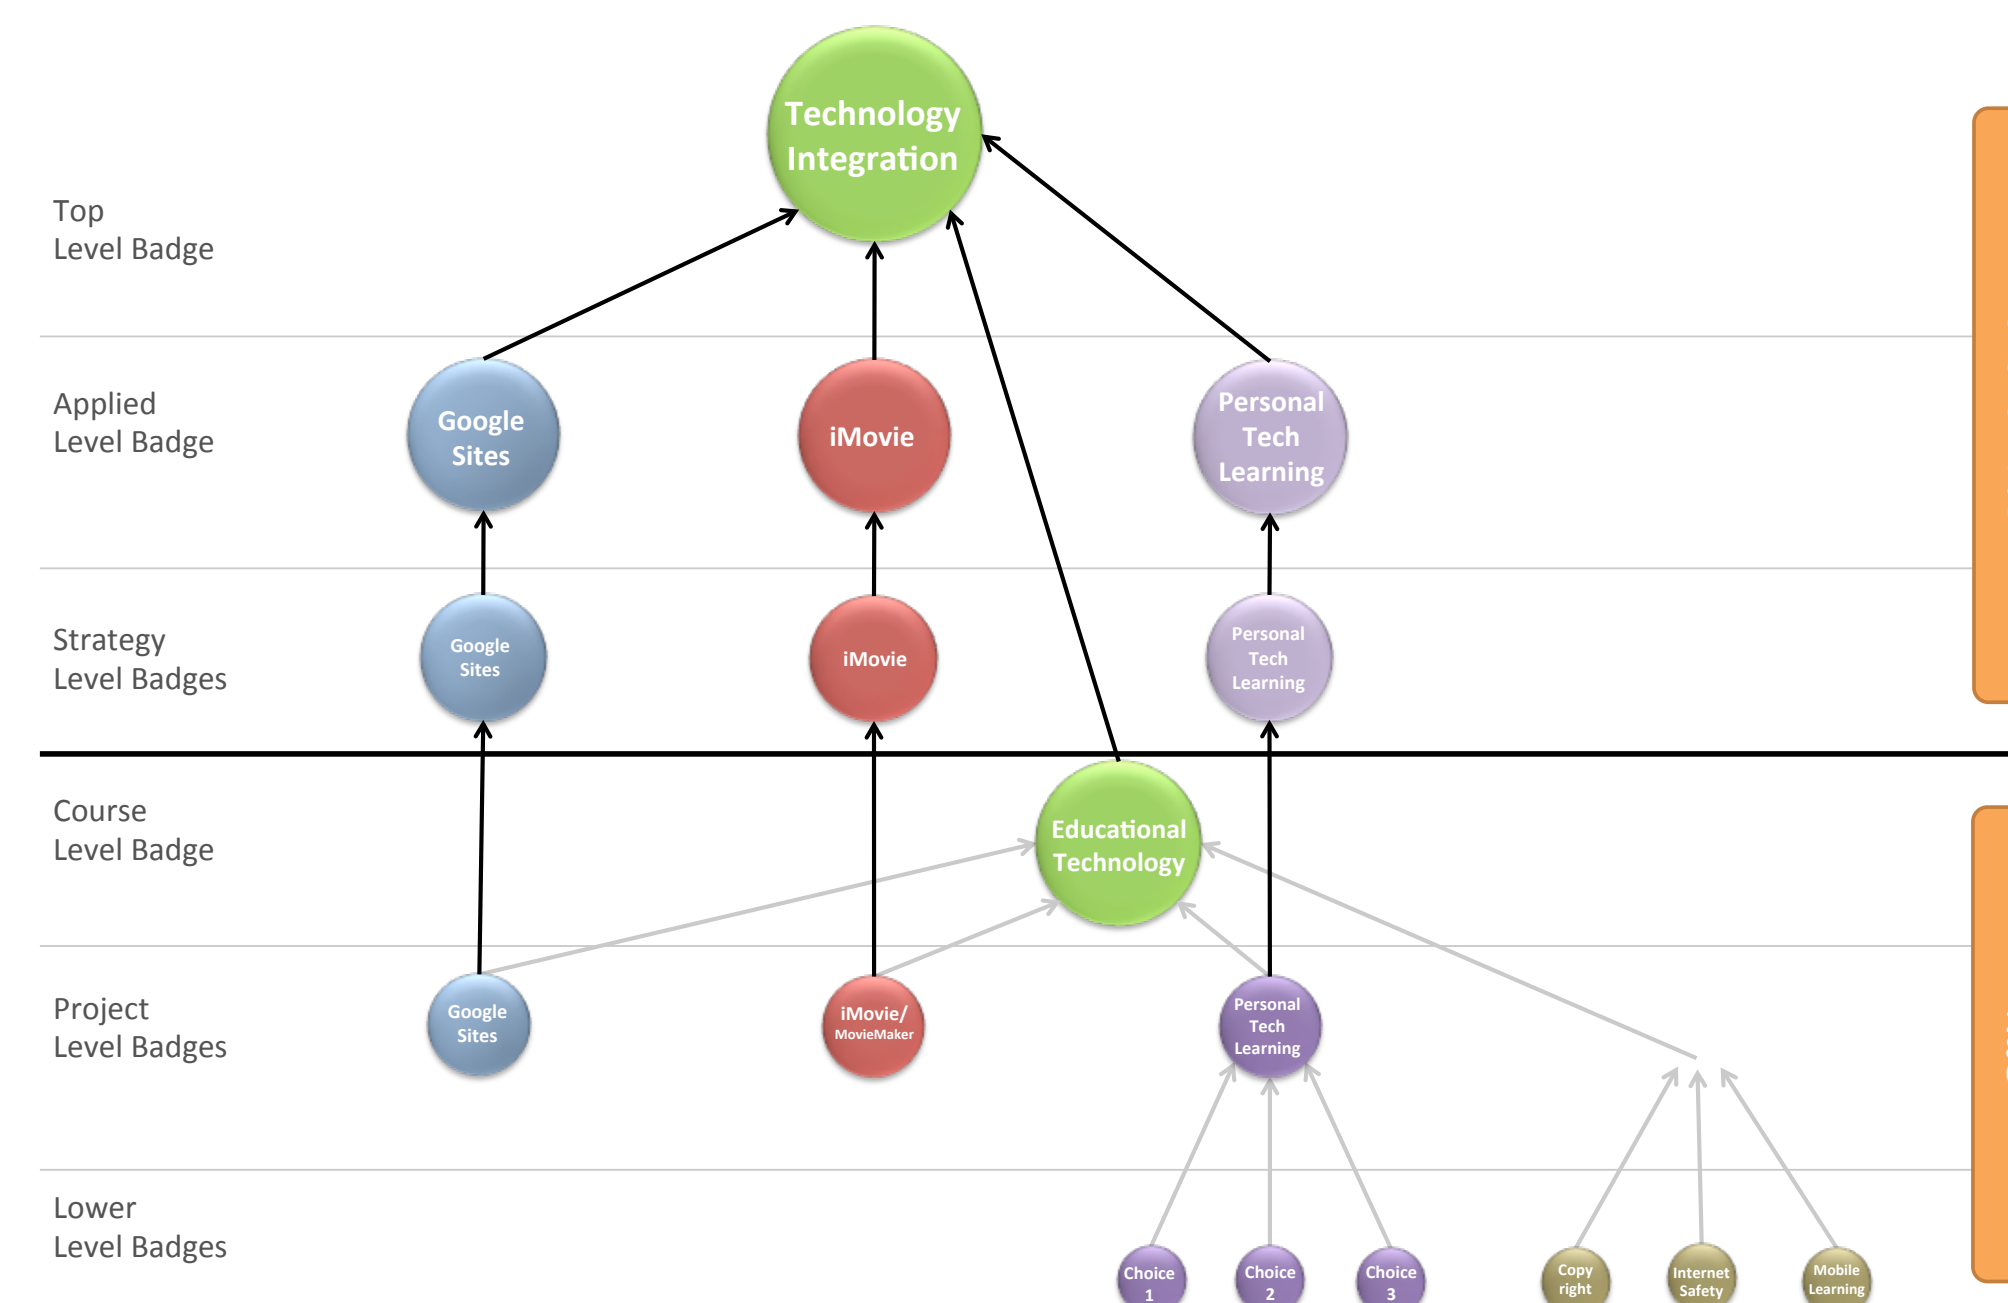 Technology
Integration
Top
Level Badge
Applied
Level Badge
Google
Sites
iMovie
Personal
Tech
Learning
Strategy
Level Badges
Google
Sites
iMovie
Personal
Tech
Learning
Course
Level Badge
Educational
Technology
Project
Level Badges
Google
Sites
iMovie/
MovieMaker
Personal
Tech
Learning
Lower
Level Badges
Choice
1
Choice
2
Choice
3
Copy
right
Internet
Safety
Mobile
Learning